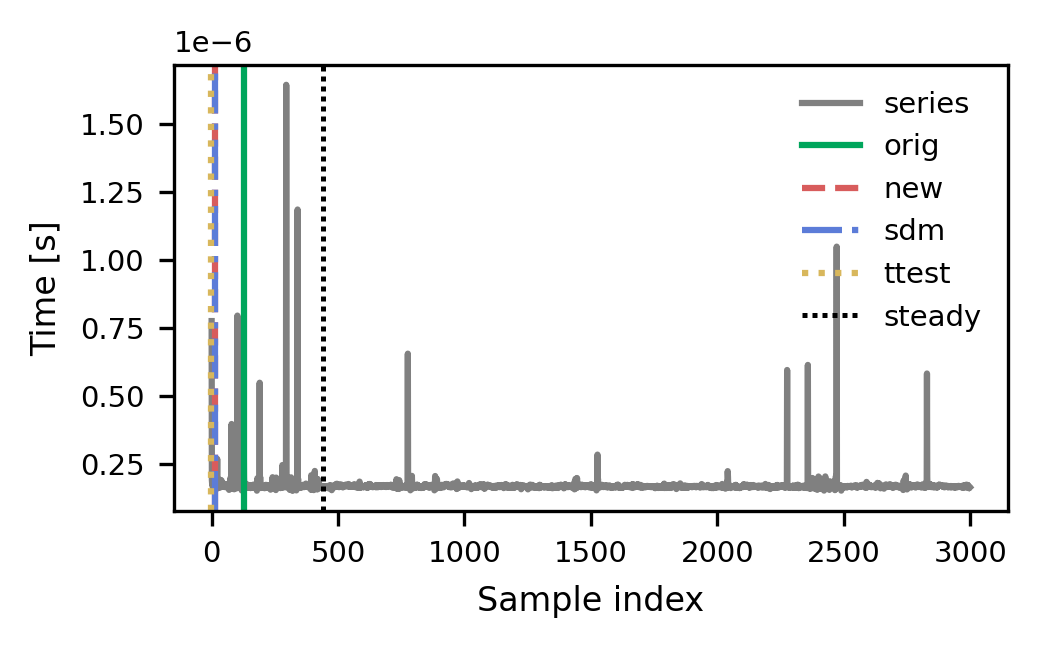 1e−6
Time [s]
1.50
1.25
1.00
0.75
0.50
0.25
series
orig
new
sdm
ttest
steady
0 500 1000 1500 2000 2500 3000
Sample index